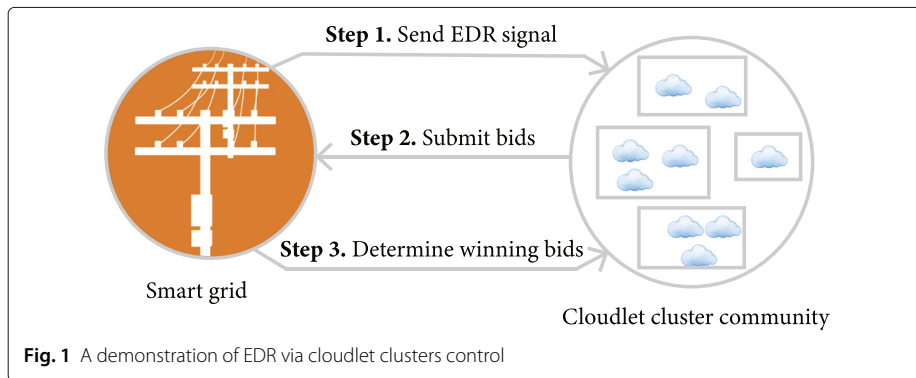 Step 1. Send EDR signal
Step 2. Submit bids
Step 3. Determine winning bids
Smart grid
Cloudlet cluster community
Fig. 1 A demonstration of EDR via cloudlet clusters control